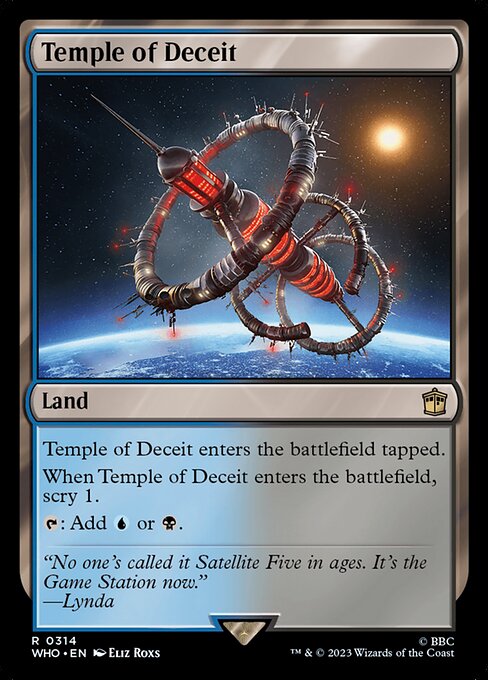 Temple of Deceit
Land
Temple of Deceit enters the battlefield tapped.
When Temple of Deceit enters the battlefield,
scry 1.
: Add or .
“No one’s called it Satellite Five in ages. It’s the
Game Station now.”
—Lynda
R 0314
WHO • EN Eliz Roxs
© BBC
™ & © 2023 Wizards of the Coast